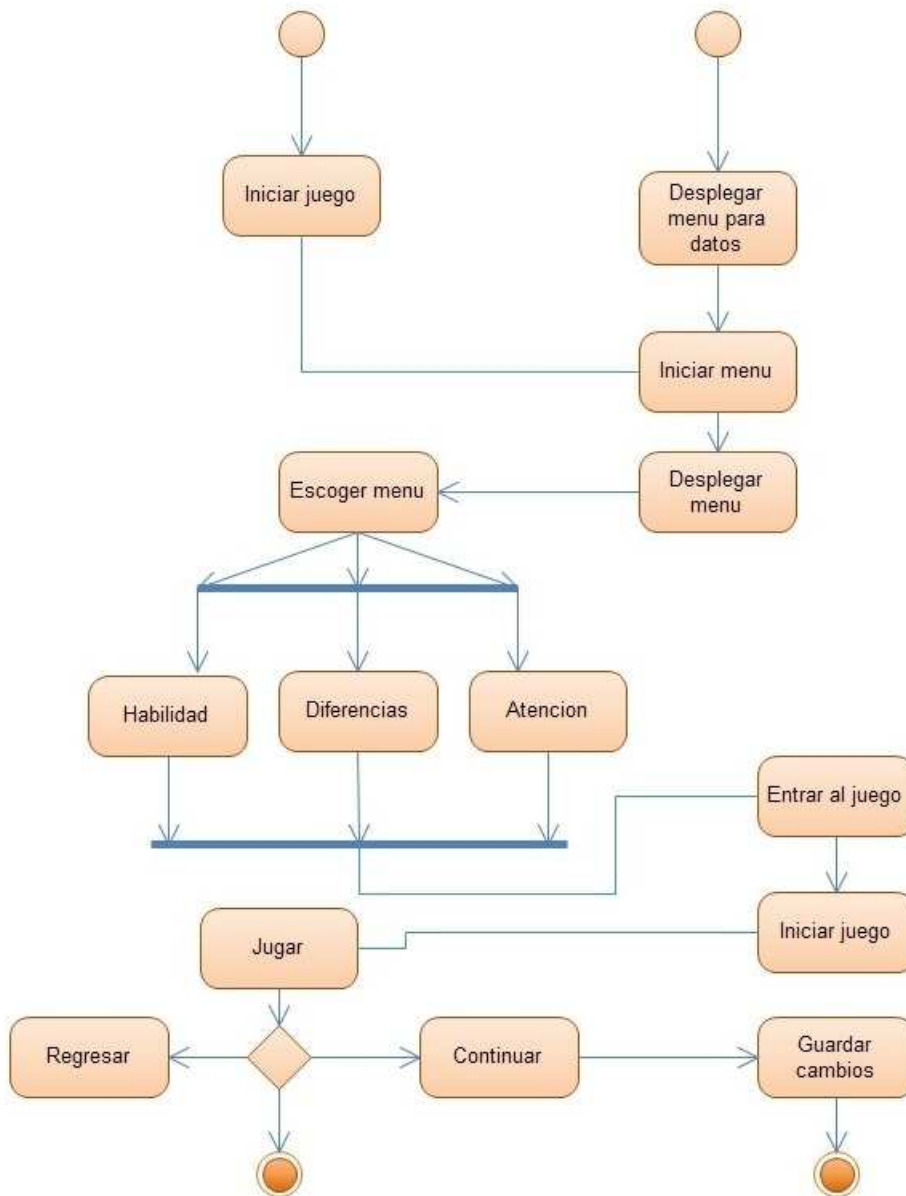 Iniciar juego
Desplegar
menu para
datos
Iniciar menu
Escoger menu
Desplegar
menu
Habilidad
Diferencias
Atencion
Entrar al juego
Jugar
Iniciar juego
Regresar
Continuar
Guardar
cambios